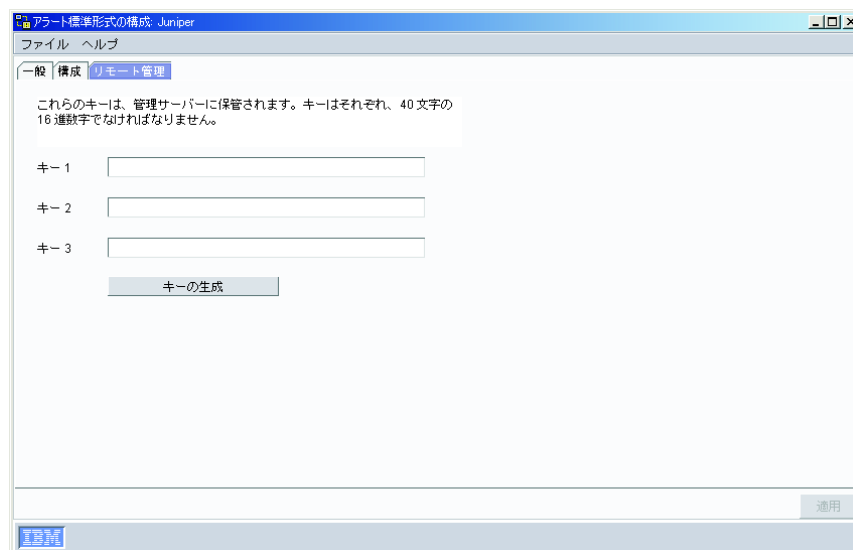 アラート標準形式の構成: Juniper
ファイル ヘルプ
一般 構成 リモート管理
これらのキーは、管理サーバーに保管されます。キーはそれぞれ、40 文字の
16 進数字でなければなりません。
キー 1
キー 2
キー 3
キーの生成
適用
IBM